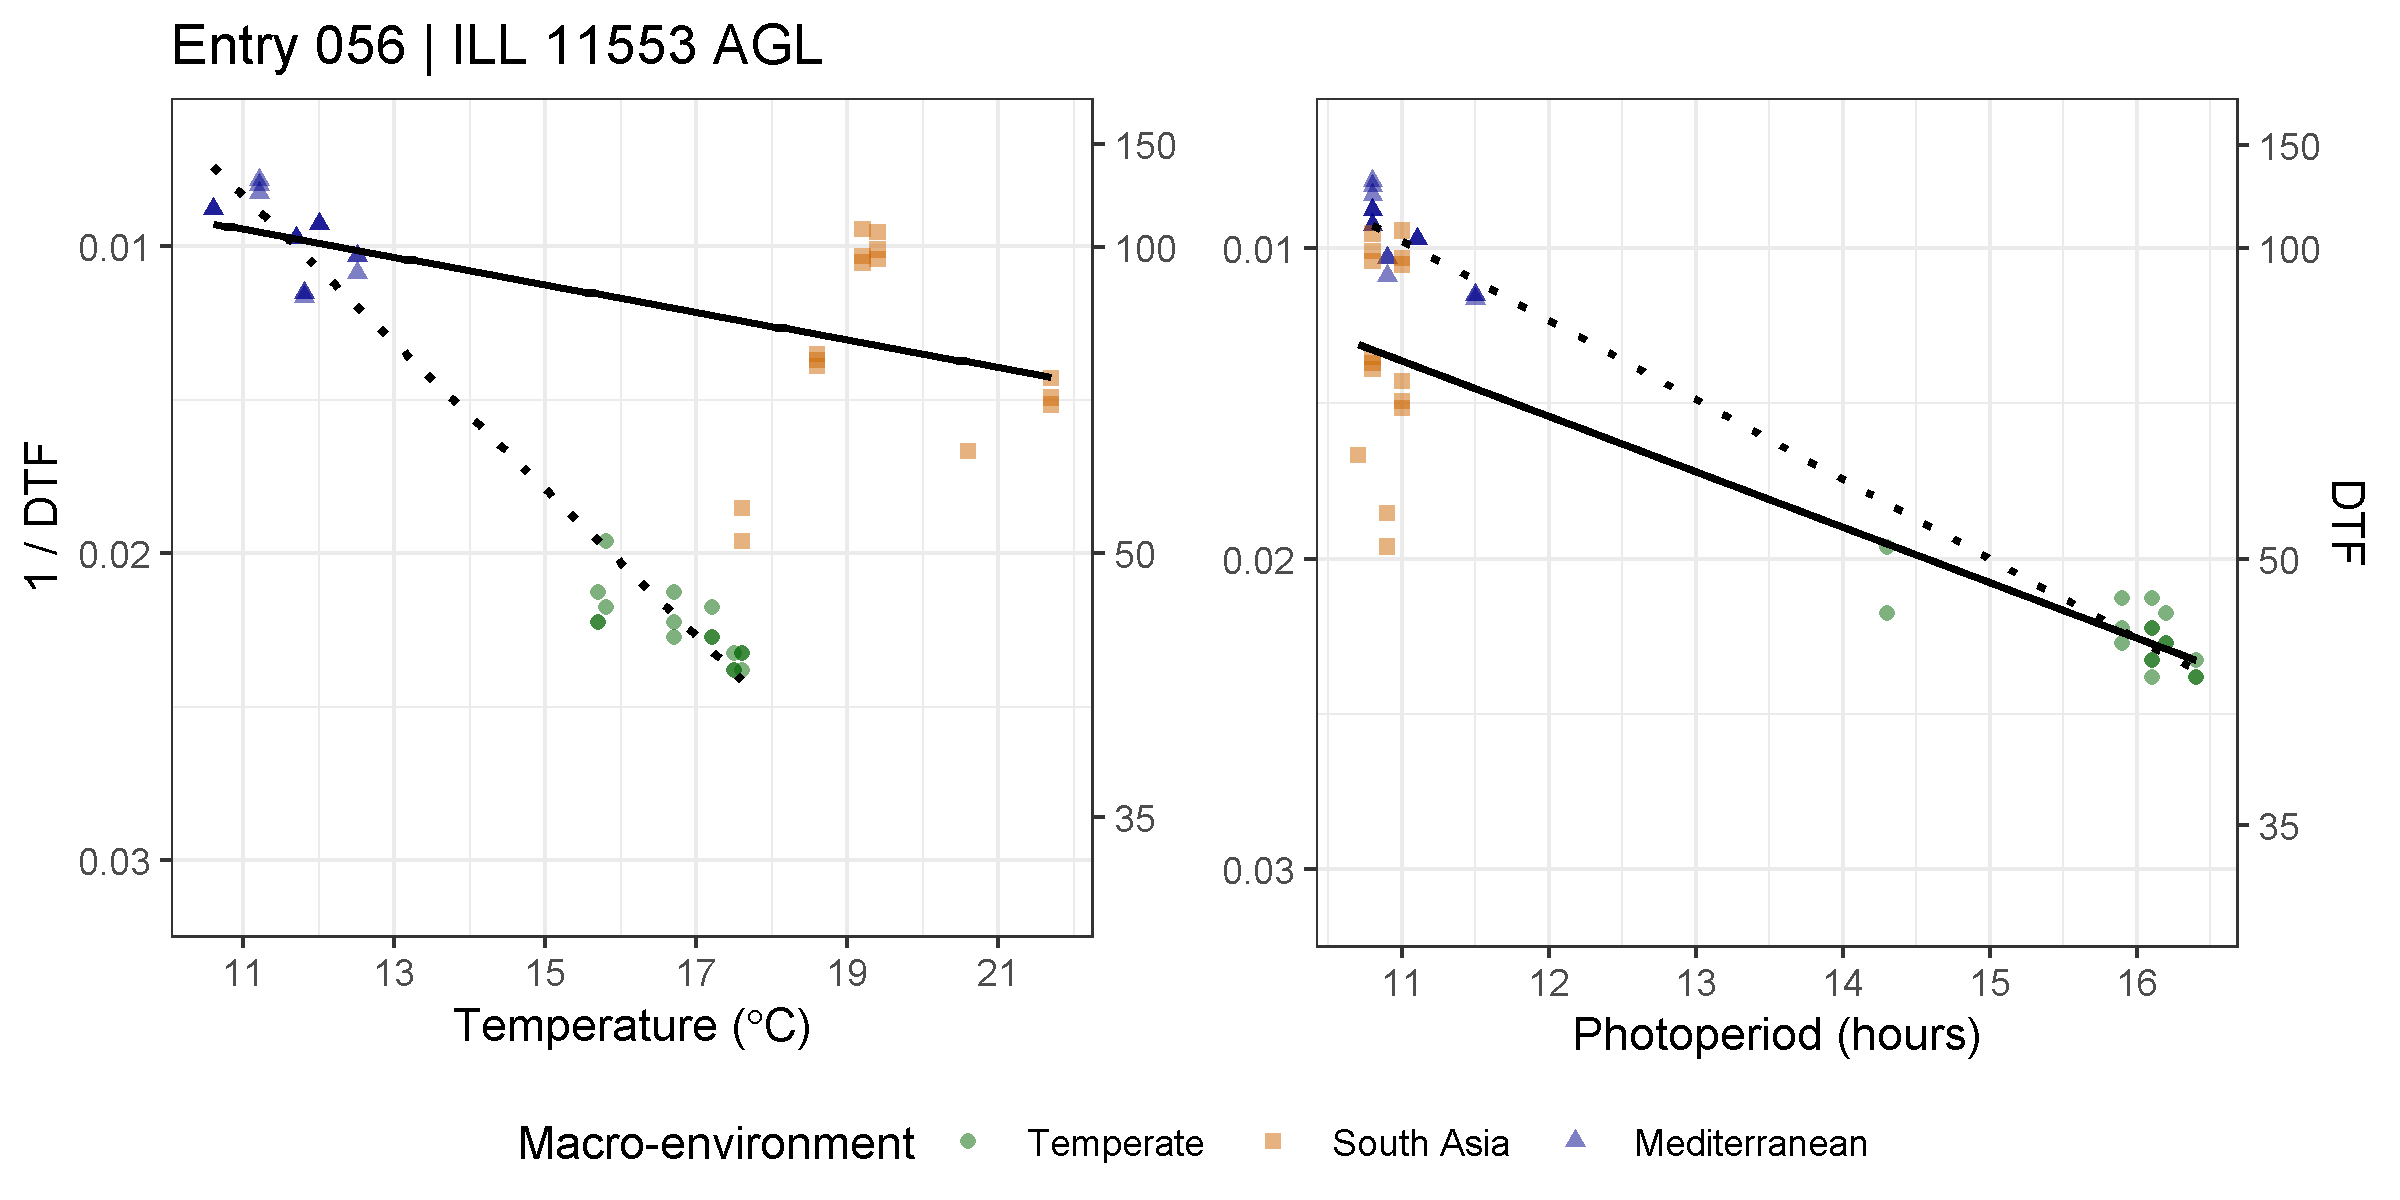 Entry 056 | ILL 11553 AGL
1 / DTF
0.01
0.02
0.03
150
100
50
35
11 13 15 17 19 21
Temperature (°C)
0.01
0.02
0.03
150
100
50
35
DTF
11 12 13 14 15 16
Photoperiod (hours)
Macro-environment Temperate South Asia Mediterranean